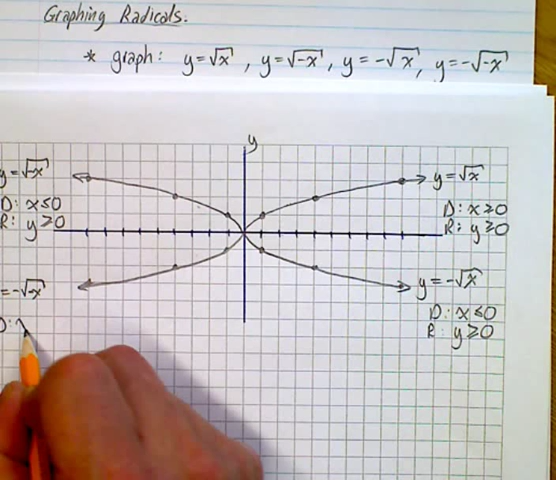 Graphing Radicals.
* graph: y=√x, y=√-x, y=-√x, y=-√-x
y
y=√-x
D: x≤0
R: y≥0
y=√x
D: x≥0
R: y≥0
=-√-x
D: x
y=-√x
D: x≤0
R: y≥0